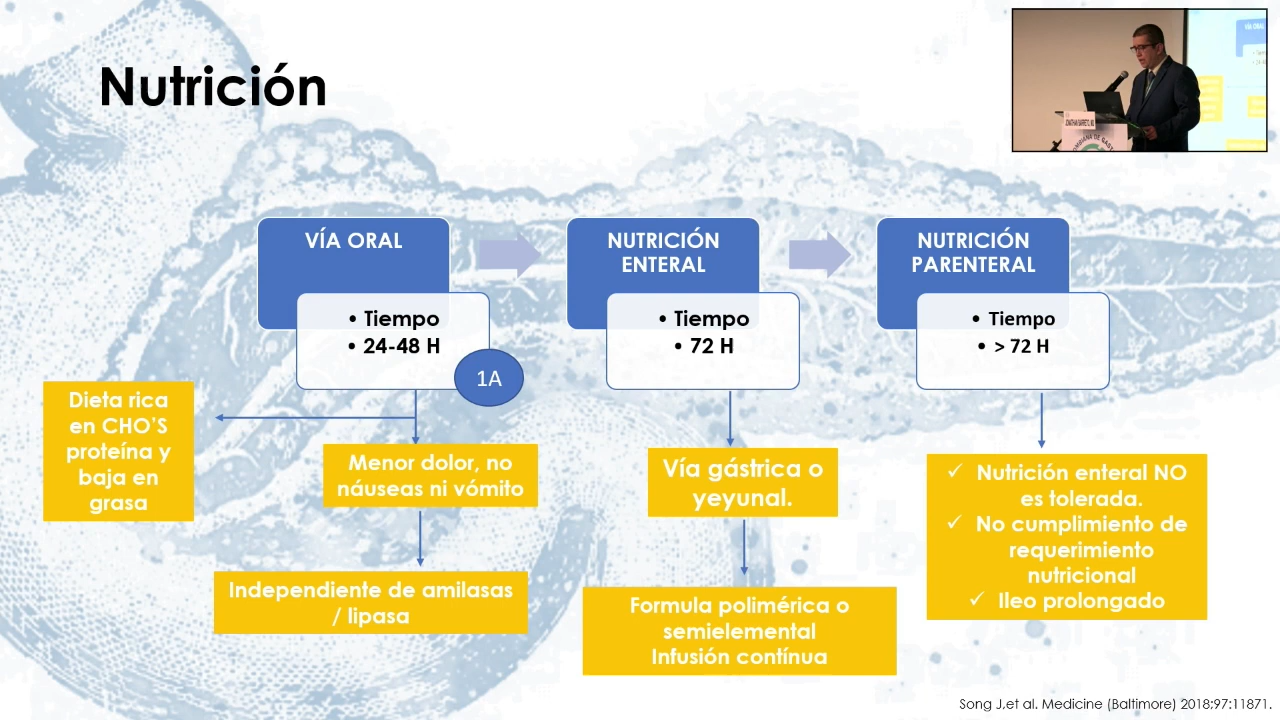 Nutrición
VÍA ORAL
• Tiempo
• 24-48 H
1A
NUTRICIÓN
ENTERAL
• Tiempo
• 72 H
NUTRICIÓN
PARENTERAL
• Tiempo
• > 72 H
Dieta rica
en CHO'S
proteína y
baja en
grasa
Menor dolor, no
náuseas ni vómito
Independiente de amilasas
/ lipasa
Vía gástrica o
yeyunal.
Formula polimérica o
semielemental
Infusión contínua
✓ Nutrición enteral NO
es tolerada.
✓ No cumplimiento de
requerimiento
nutricional
✓ Ileo prolongado
Song J.et al. Medicine (Baltimore) 2018;97:11871.